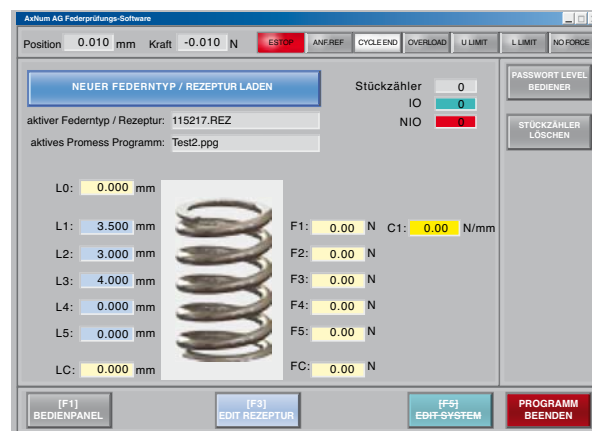 AxNum AG Federprüfungs-Software
Position 0.010 mm Kraft -0.010 N ESTOP ANF.REF CYCLE END OVERLOAD U LIMIT L LIMIT NO FORCE
NEUER FEDERNTYP / REZEPTUR LADEN
Stückzähler 0
IO 0
NIO 0
PASSWORT LEVEL
BEDIENER
STÜCKZÄHLER
LÖSCHEN
aktiver Federntyp / Rezeptur: 115217.REZ
aktives Promess Programm: Test2.ppg
L0: 0.000 mm
L1: 3.500 mm F1: 0.00 N C1: 0.00 N/mm
L2: 3.000 mm F2: 0.00 N
L3: 4.000 mm F3: 0.00 N
L4: 0.000 mm F4: 0.00 N
L5: 0.000 mm F5: 0.00 N
LC: 0.000 mm FC: 0.00 N
[F1]
BEDIENPANEL
[F3]
EDIT REZEPTUR
[F5]
EDIT SYSTEM
PROGRAMM
BEENDEN